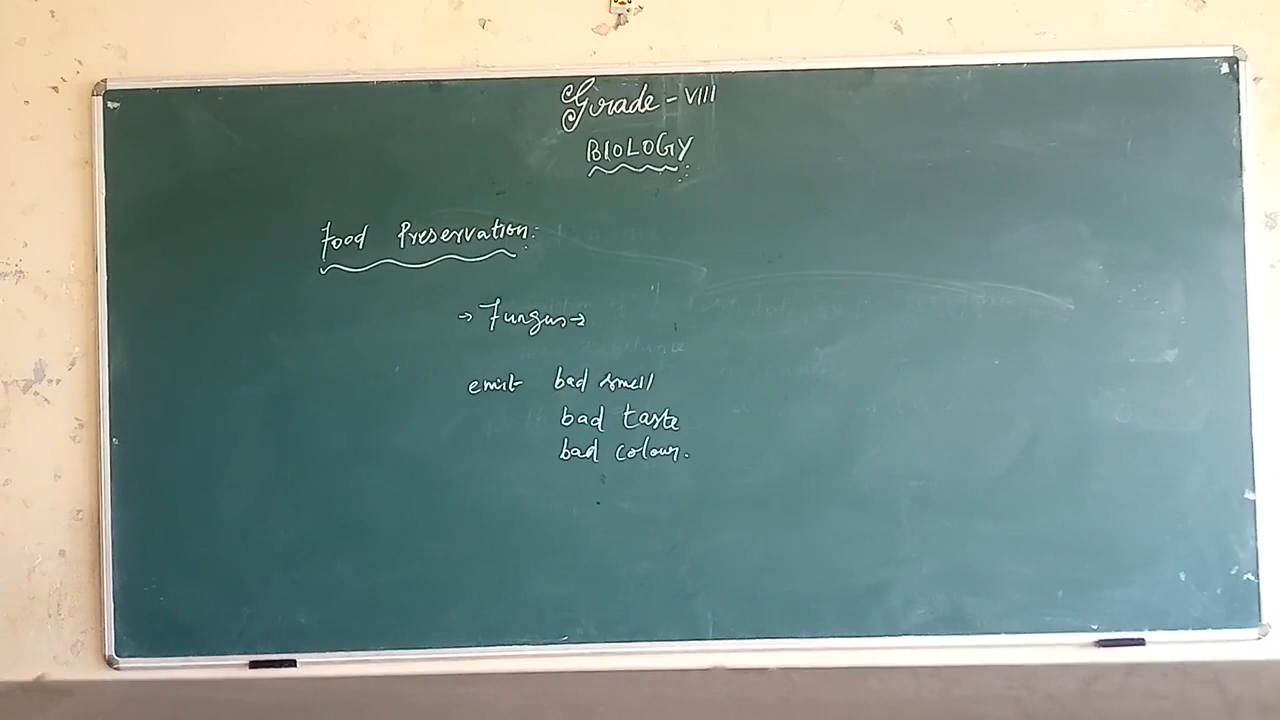 Grade - VIII
BIOLOGY
Food Preservation:
→ Fungus →
emit bad smell
bad taste
bad colour.